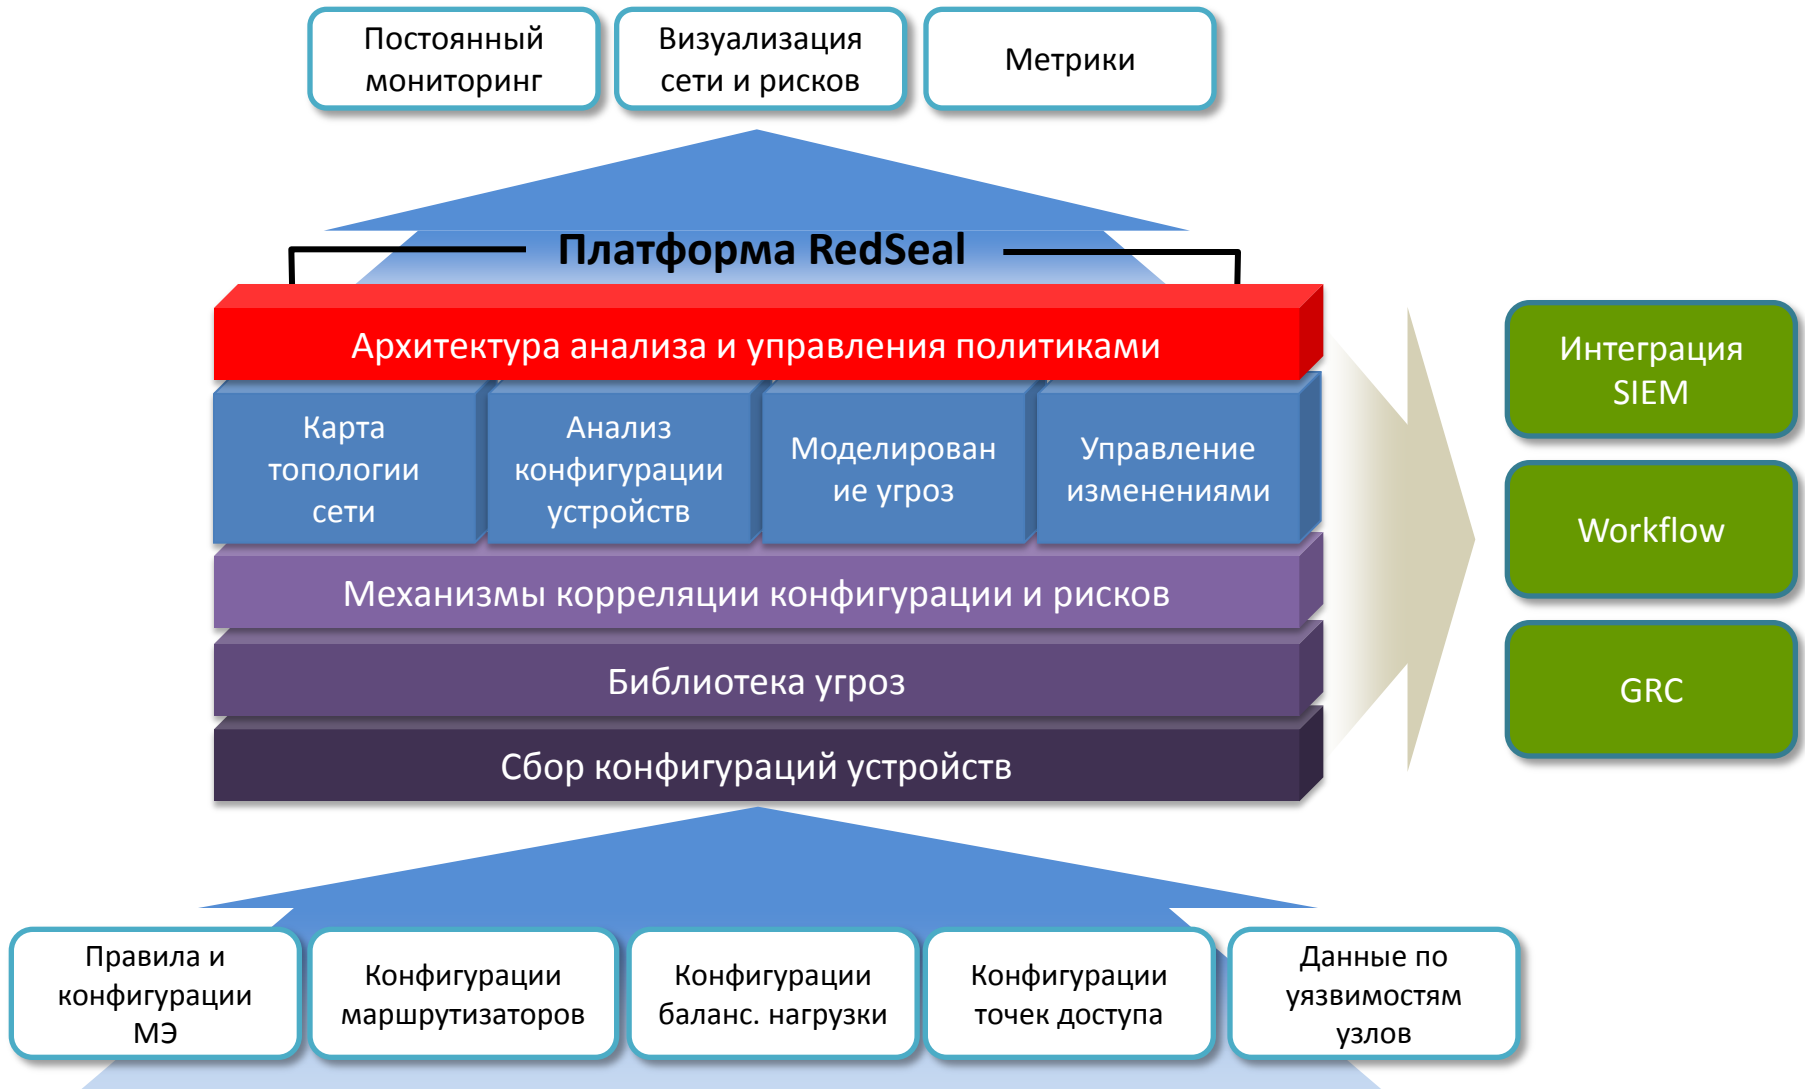 Постоянный
мониторинг
Визуализация
сети и рисков
Метрики
Платформа RedSeal
Архитектура анализа и управления политиками
Карта
топологии
сети
Анализ
конфигурации
устройств
Моделирован
ие угроз
Управление
изменениями
Механизмы корреляции конфигурации и рисков
Библиотека угроз
Сбор конфигураций устройств
Интеграция
SIEM
Workflow
GRC
Правила и
конфигурации
МЭ
Конфигурации
маршрутизаторов
Конфигурации
баланс. нагрузки
Конфигурации
точек доступа
Данные по
уязвимостям
узлов